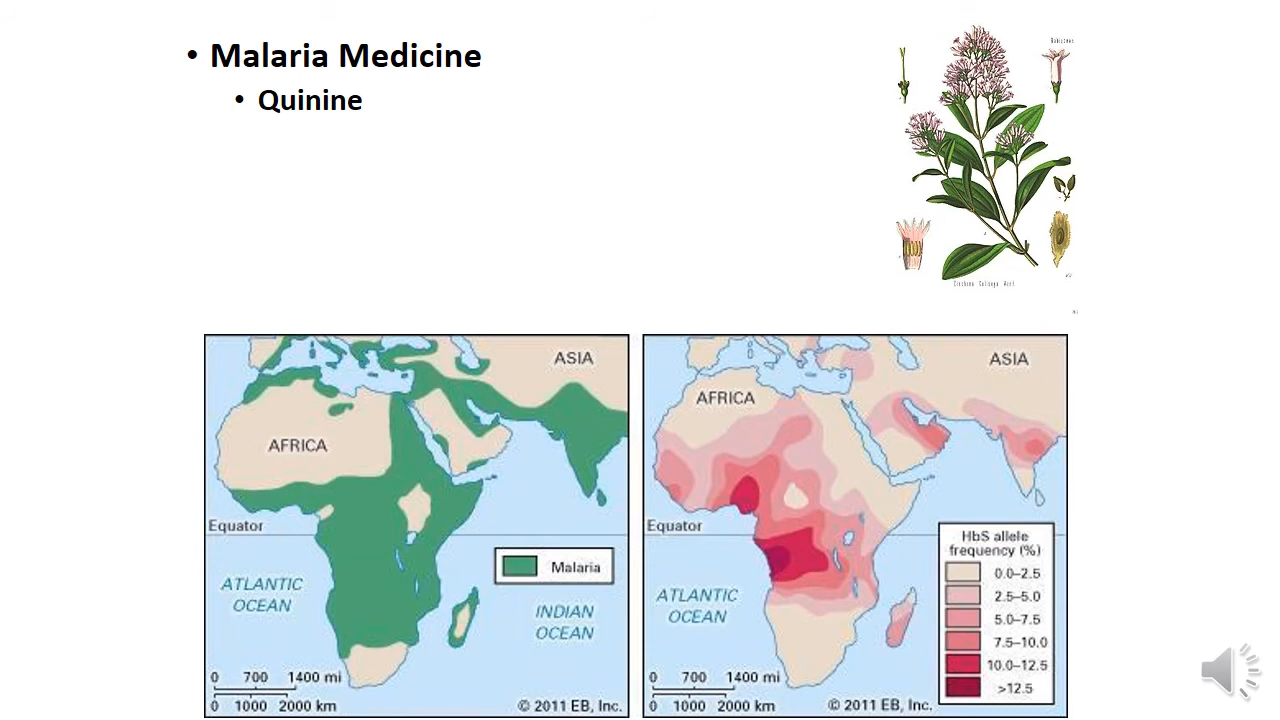 • Malaria Medicine
• Quinine
ASIA
AFRICA
Equator
ATLANTIC
OCEAN
Malaria
INDIAN
OCEAN
0 700 1400 mi
0 1000 2000 km
© 2011 EB, Inc.
ASIA
AFRICA
Equator
ATLANTIC
OCEAN
HbS allele
frequency (%)
0.0–2.5
2.5–5.0
5.0–7.5
7.5–10.0
10.0–12.5
>12.5
0 700 1400 mi
0 1000 2000 km
© 2011 EB, Inc.